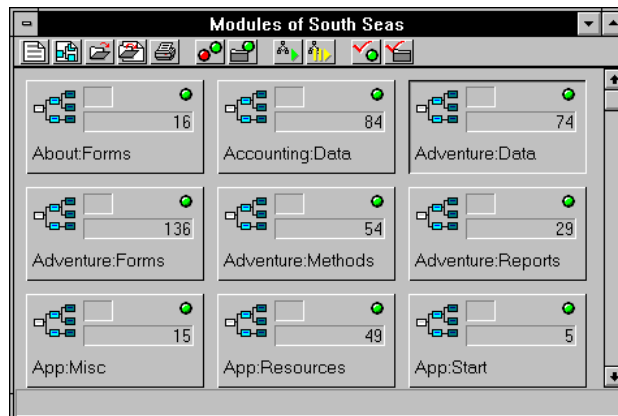 Modules of South Seas
16 84 74
About:Forms Accounting:Data Adventure:Data
136 54 29
Adventure:Forms Adventure:Methods Adventure:Reports
15 49 5
App:Misc App:Resources App:Start